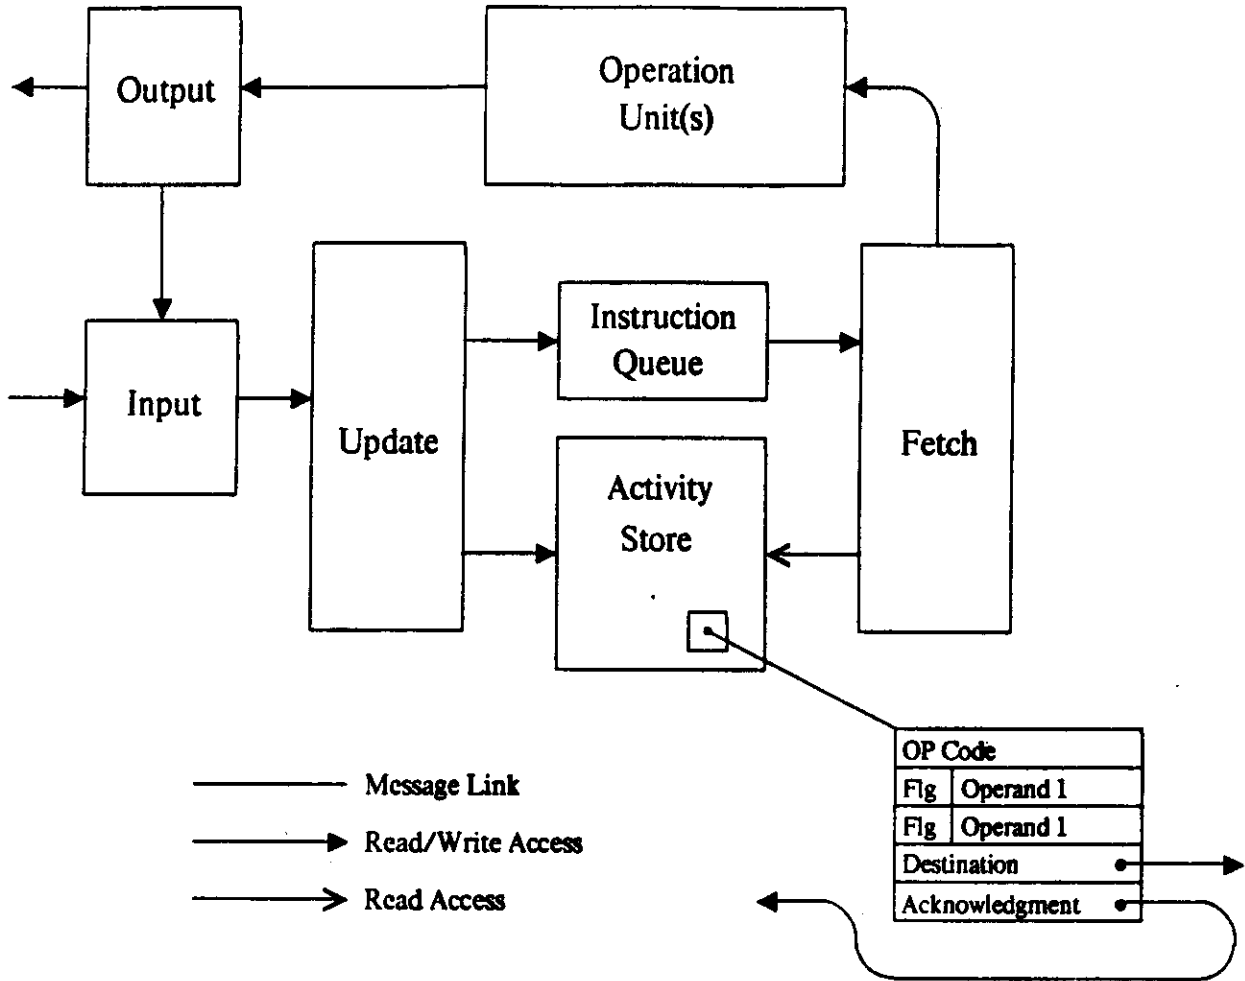 Output
Operation
Unit(s)
Input
Update
Instruction
Queue
Activity
Store
Fetch
Message Link
Read/Write Access
Read Access
OP Code
Flg Operand 1
Flg Operand 1
Destination
Acknowledgment